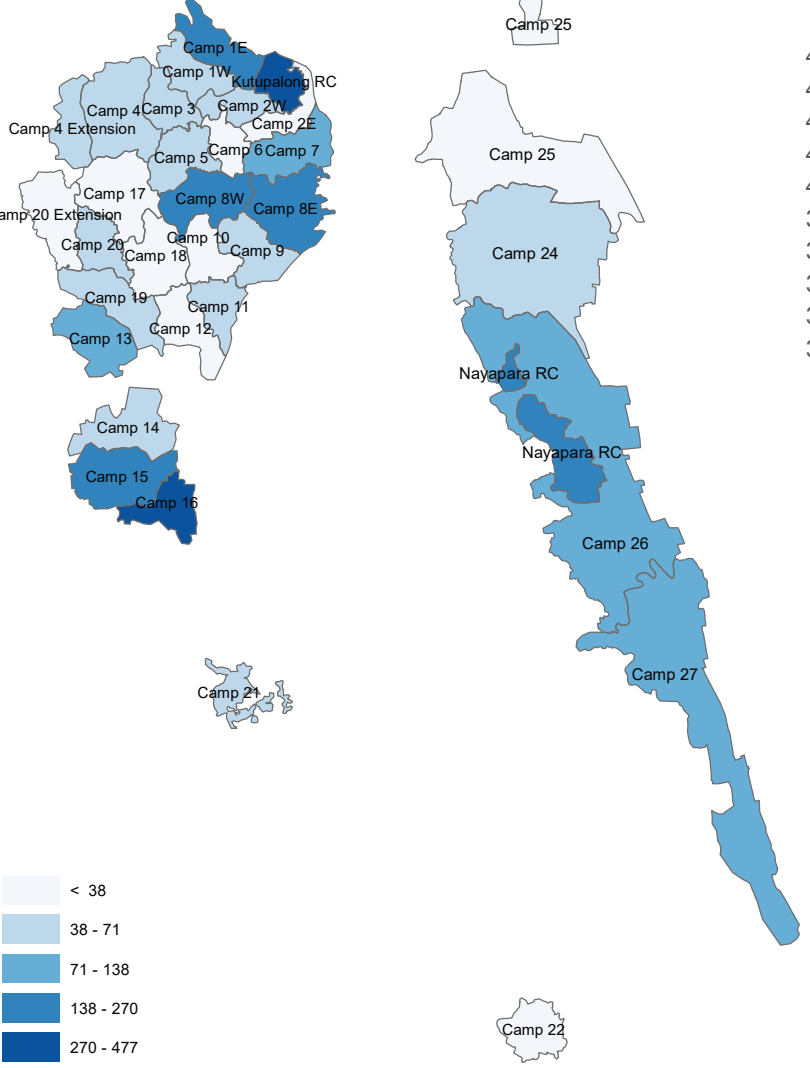 Camp 25
Camp 1E
Camp 1W
Kutupalong RC
Camp 4
Camp 3
Camp 2W
Camp 4 Extension
Camp 2E
Camp 5
Camp 6
Camp 7
Camp 25
Camp 17
Camp 8W
Camp 8E
amp 20 Extension
Camp 20
Camp 18
Camp 10
Camp 9
Camp 24
Camp 19
Camp 11
Camp 12
Camp 13
Nayapara RC
Camp 14
Nayapara RC
Camp 15
Camp 16
Camp 26
Camp 27
Camp 21
< 38
38 - 71
71 - 138
138 - 270
270 - 477
Camp 22